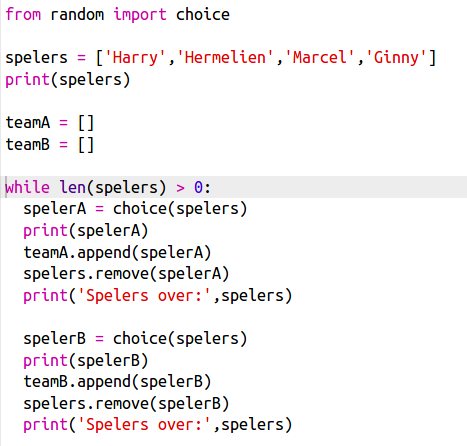 from random import choice

spelers = ['Harry','Hermelien','Marcel','Ginny']
print(spelers)

teamA = []
teamB = []

while len(spelers) > 0:
  spelerA = choice(spelers)
  print(spelerA)
  teamA.append(spelerA)
  spelers.remove(spelerA)
  print('Spelers over:',spelers)

  spelerB = choice(spelers)
  print(spelerB)
  teamB.append(spelerB)
  spelers.remove(spelerB)
  print('Spelers over:',spelers)